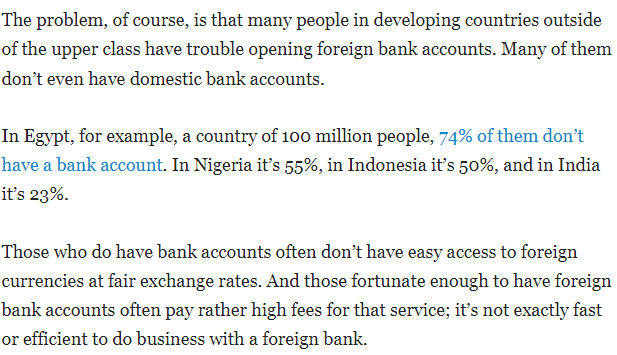 The problem, of course, is that many people in developing countries outside
of the upper class have trouble opening foreign bank accounts. Many of them
don’t even have domestic bank accounts.
In Egypt, for example, a country of 100 million people, 74% of them don’t
have a bank account. In Nigeria it’s 55%, in Indonesia it’s 50%, and in India
it’s 23%.
Those who do have bank accounts often don’t have easy access to foreign
currencies at fair exchange rates. And those fortunate enough to have foreign
bank accounts often pay rather high fees for that service; it’s not exactly fast
or efficient to do business with a foreign bank.